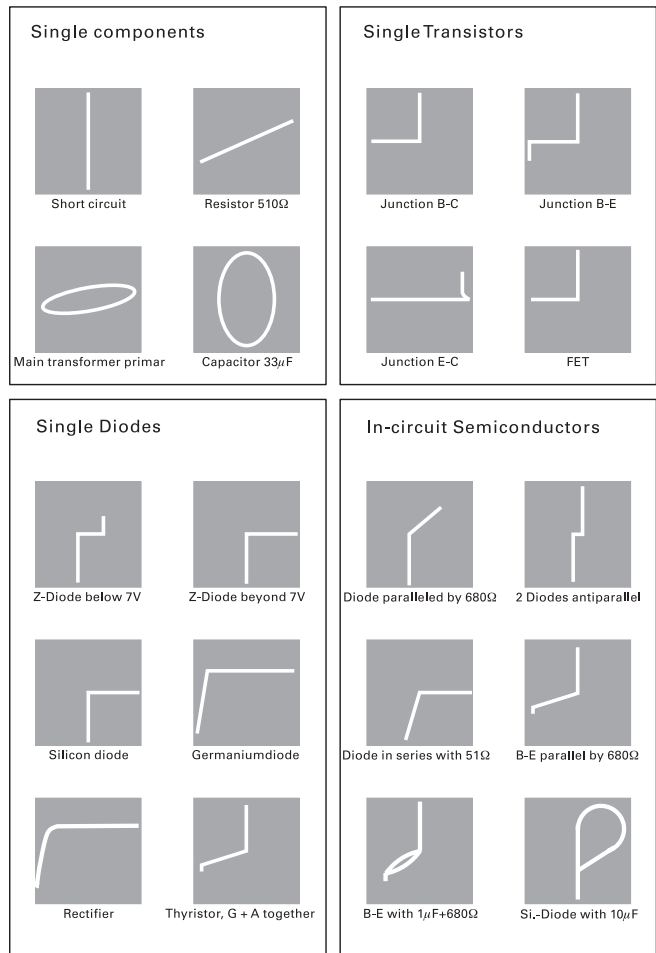 Single components
Short circuit
Resistor 510Ω
Main transformer primar
Capacitor 33μF
Single Transistors
Junction B-C
Junction B-E
Junction E-C
FET
Single Diodes
Z-Diode below 7V
Z-Diode beyond 7V
Silicon diode
Germaniumdiode
Rectifier
Thyristor, G + A together
In-circuit Semiconductors
Diode paralleled by 680Ω
2 Diodes antiparallel
Diode in series with 51Ω
B-E parallel by 680Ω
B-E with 1μF+680Ω
Si.-Diode with 10μF